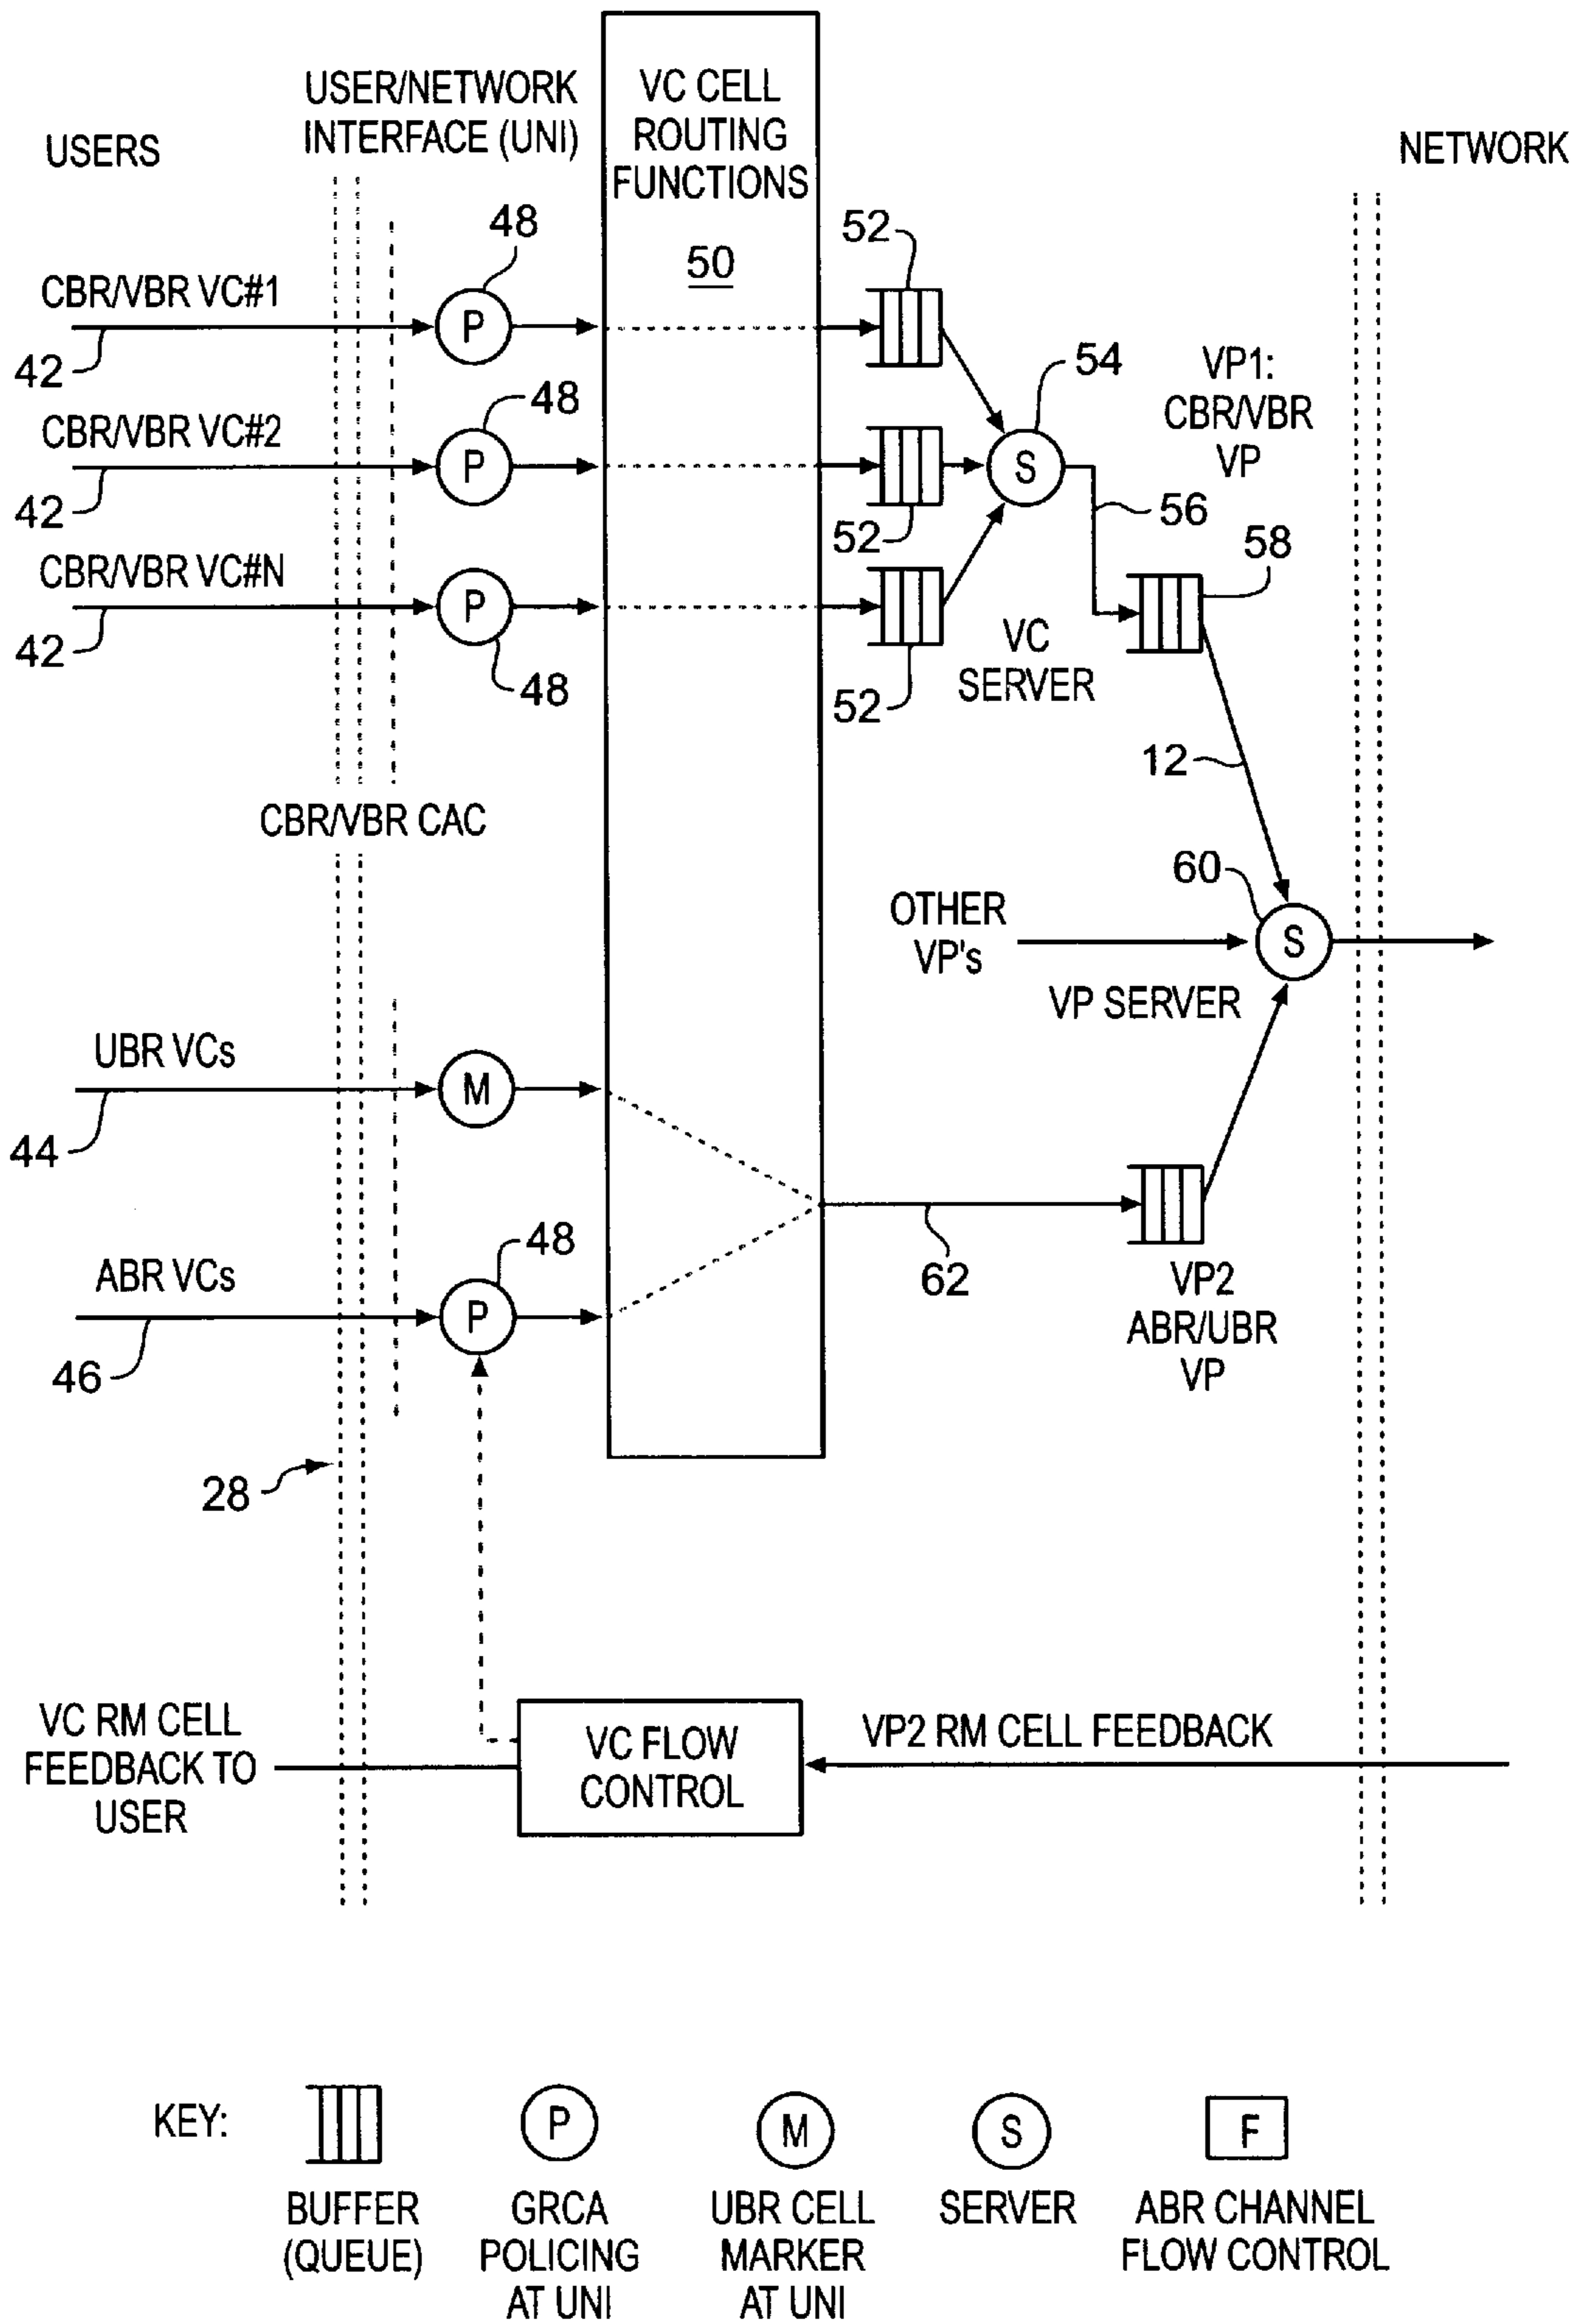 USERS
USER/NETWORK
INTERFACE (UNI)
VC CELL
ROUTING
FUNCTIONS
50
NETWORK
CBR/VBR VC#1
42
48
P
52
CBR/VBR VC#2
42
48
P
52
54
S
VP1:
CBR/VBR
VP
56
58
CBR/VBR VC#N
42
P
48
52
VC
SERVER
12
CBR/VBR CAC
60
OTHER
VP's
S
VP SERVER
UBR VCs
44
M
ABR VCs
46
48
P
62
VP2
ABR/UBR
VP
28
VC RM CELL
FEEDBACK TO
USER
VC FLOW
CONTROL
VP2 RM CELL FEEDBACK
KEY:
P
M
S
F
BUFFER
(QUEUE)
GRCA
POLICING
AT UNI
UBR CELL
MARKER
AT UNI
SERVER
ABR CHANNEL
FLOW CONTROL